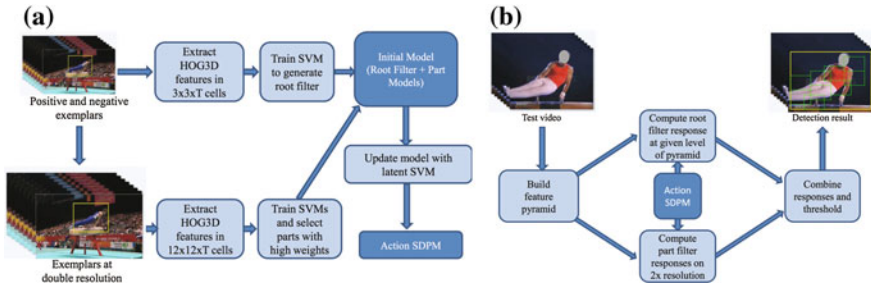 (a)
Positive and negative
exemplars
Extract
HOG3D
features in
3x3xT cells
Train SVM
to generate
root filter
Initial Model
(Root Filter + Part
Models)
Update model with
latent SVM
Action SDPM
Exemplars at
double resolution
Extract
HOG3D
features in
12x12xT cells
Train SVMs
and select
parts with
high weights
(b)
Test video
Build
feature
pyramid
Compute root
filter response
at given level
of pyramid
Action
SDPM
Compute
part filter
responses on
2x resolution
Combine
responses and
threshold
Detection result